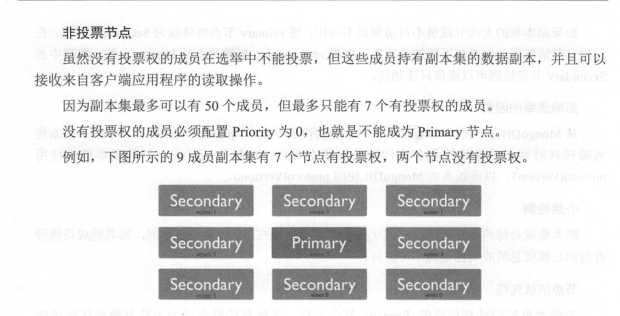 非投票节点
虽然没有投票权的成员在选举中不能投票，但这些成员持有副本集的数据副本，并且可以
接收来自客户端应用程序的读取操作。
因为副本集最多可以有 50 个成员，但最多只能有 7 个有投票权的成员。
没有投票权的成员必须配置 Priority 为 0，也就是不能成为 Primary 节点。
例如，下图所示的 9 成员副本集有 7 个节点有投票权，两个节点没有投票权。
Secondary Secondary Secondary
votes: 1 votes: 1 votes: 1
Secondary Primary Secondary
votes: 1 votes: 1 votes: 1
Secondary Secondary Secondary
votes: 0 votes: 0